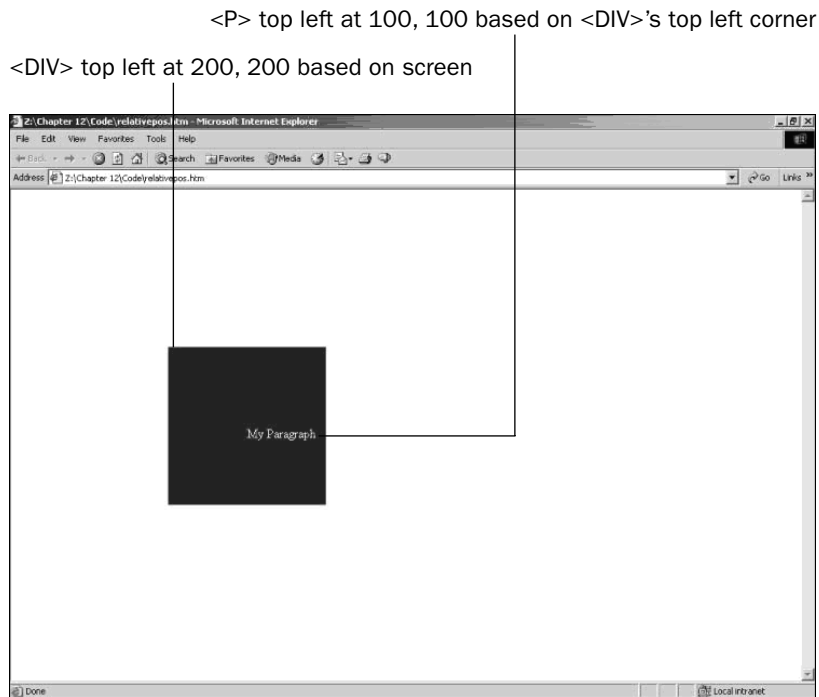 <P> top left at 100, 100 based on <DIV>'s top left corner
<DIV> top left at 200, 200 based on screen
Z:\Chapter 12\Code\relativepos.htm - Microsoft Internet Explorer
File Edit View Favorites Tools Help
Back Search Favorites Media
Address Z:\Chapter 12\Code\relativepos.htm Go Links »
My Paragraph
Done Local intranet